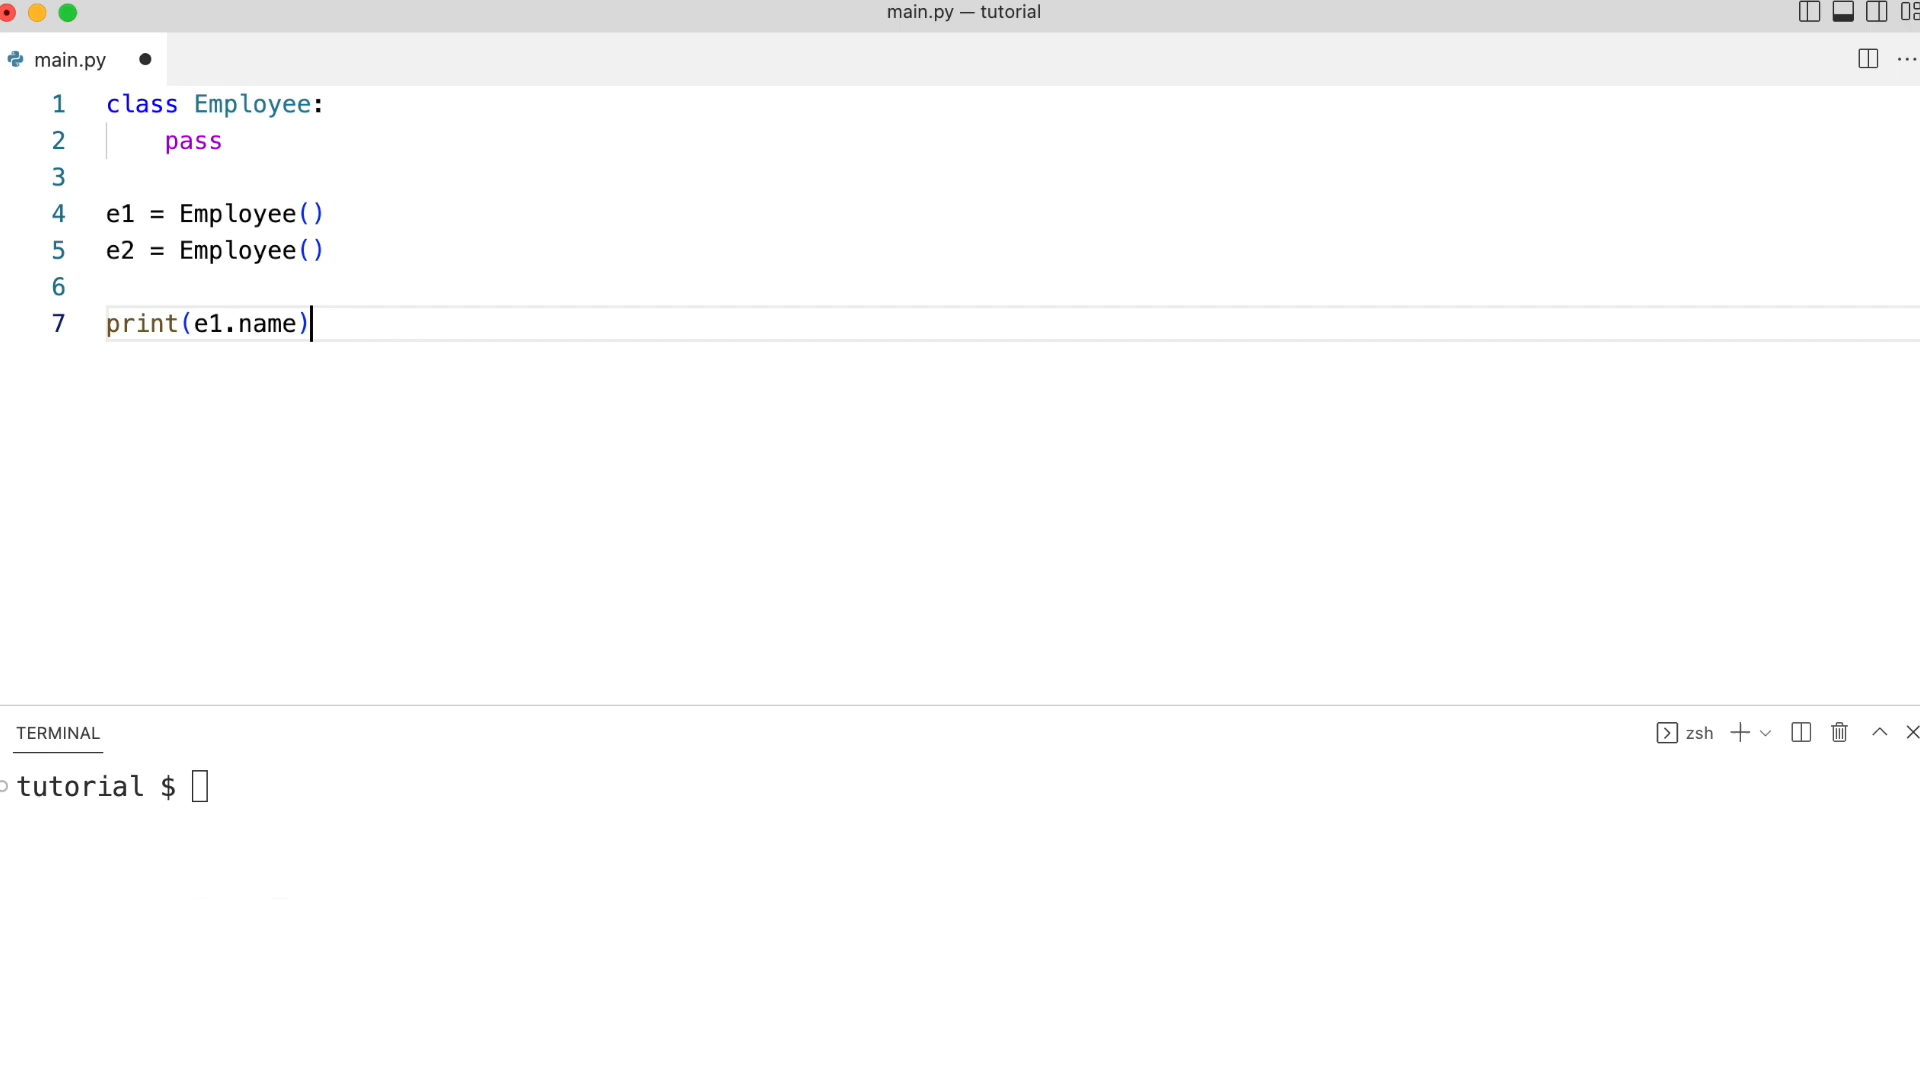 main.py — tutorial
main.py
1 class Employee:
2     pass
3
4 e1 = Employee()
5 e2 = Employee()
6
7 print(e1.name)
TERMINAL
zsh
tutorial $